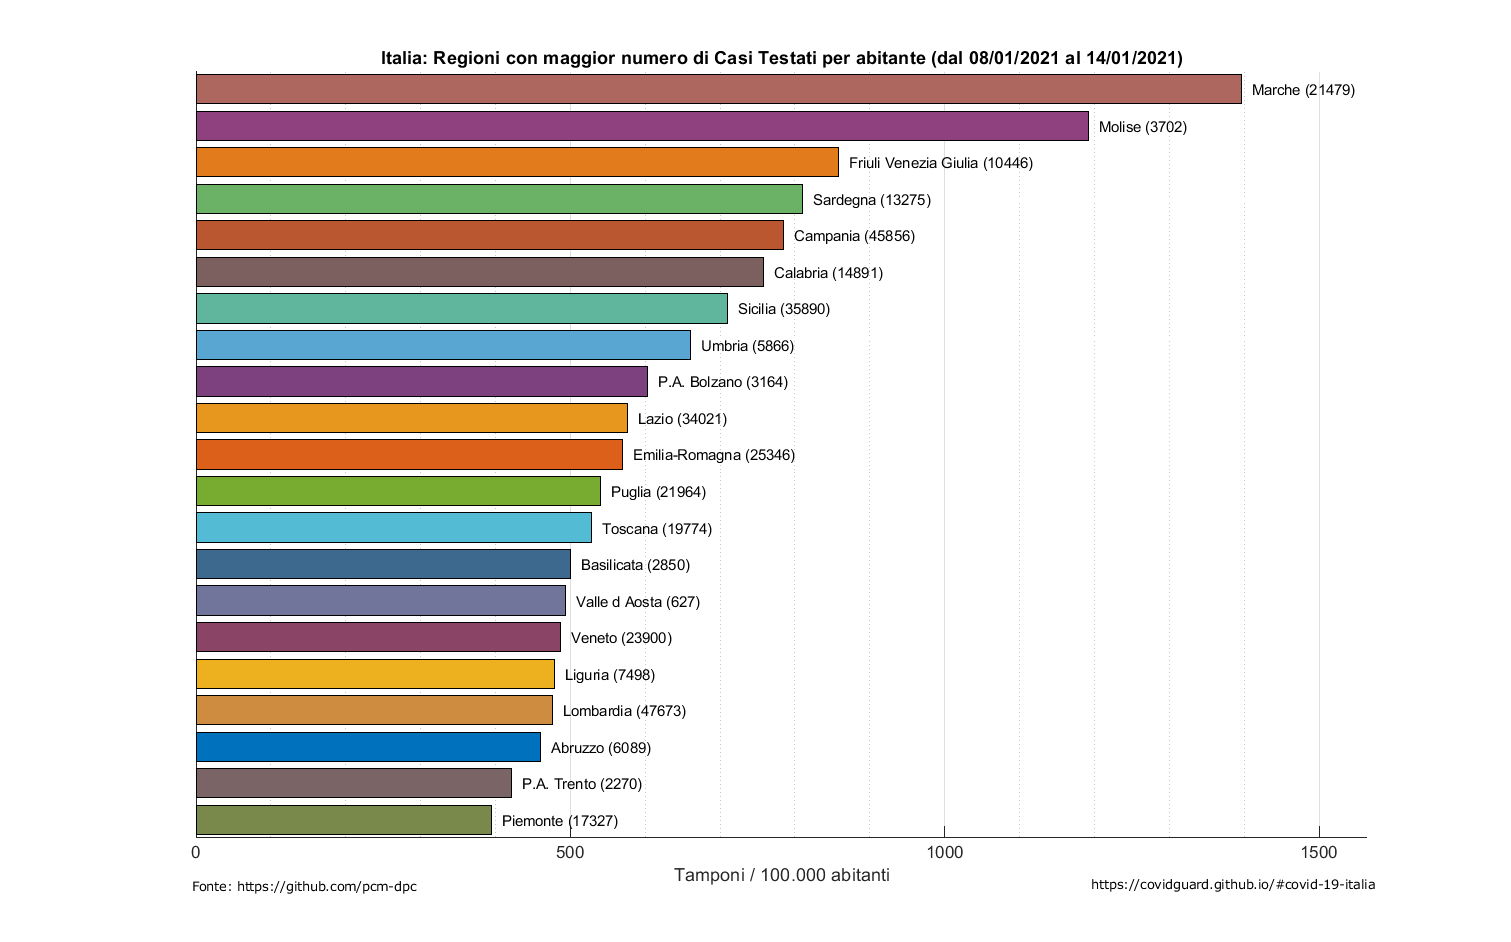 Italia: Regioni con maggior numero di Casi Testati per abitante (dal 08/01/2021 al 14/01/2021)
Marche (21479)
Molise (3702)
Friuli Venezia Giulia (10446)
Sardegna (13275)
Campania (45856)
Calabria (14891)
Sicilia (35890)
Umbria (5866)
P.A. Bolzano (3164)
Lazio (34021)
Emilia-Romagna (25346)
Puglia (21964)
Toscana (19774)
Basilicata (2850)
Valle d Aosta (627)
Veneto (23900)
Liguria (7498)
Lombardia (47673)
Abruzzo (6089)
P.A. Trento (2270)
Piemonte (17327)
0 500 1000 1500
Tamponi / 100.000 abitanti
Fonte: https://github.com/pcm-dpc https://covidguard.github.io/#covid-19-italia